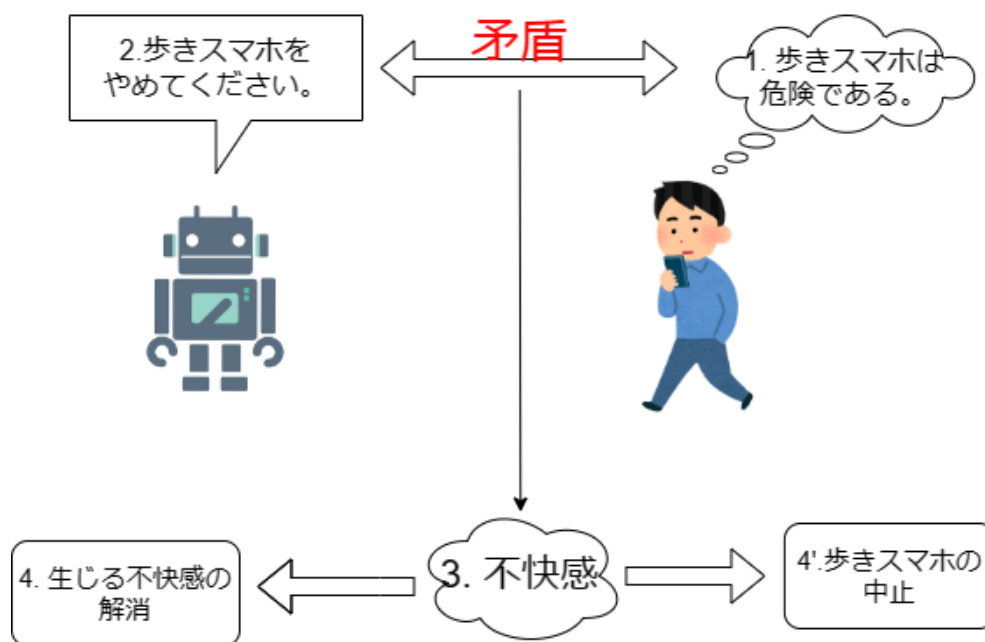 2.歩きスマホを
やめてください。
矛盾
1. 歩きスマホは
危険である。
3. 不快感
4. 生じる不快感の
解消
4'.歩きスマホの
中止